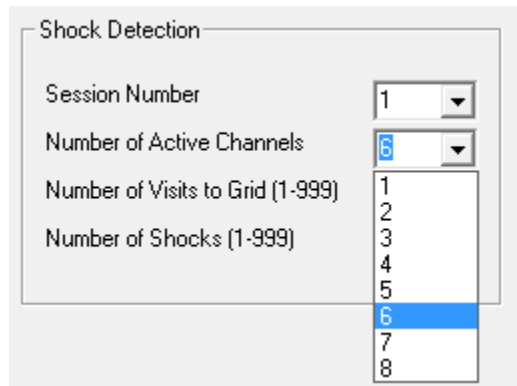 Shock Detection
Session Number 1
Number of Active Channels 6
Number of Visits to Grid (1-999) 1
2
Number of Shocks (1-999) 3
4
5
6
7
8